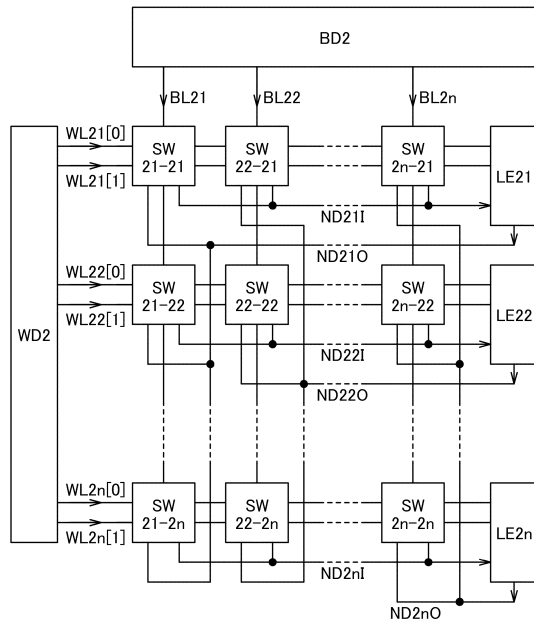 BD2
BL21 BL22 BL2n
WL21[0]
SW 21-21
SW 22-21
SW 2n-21
LE21
WL21[1]
ND21I
ND21O
WD2
WL22[0]
SW 21-22
SW 22-22
SW 2n-22
LE22
WL22[1]
ND22I
ND22O
WL2n[0]
SW 21-2n
SW 22-2n
SW 2n-2n
LE2n
WL2n[1]
ND2nI
ND2nO